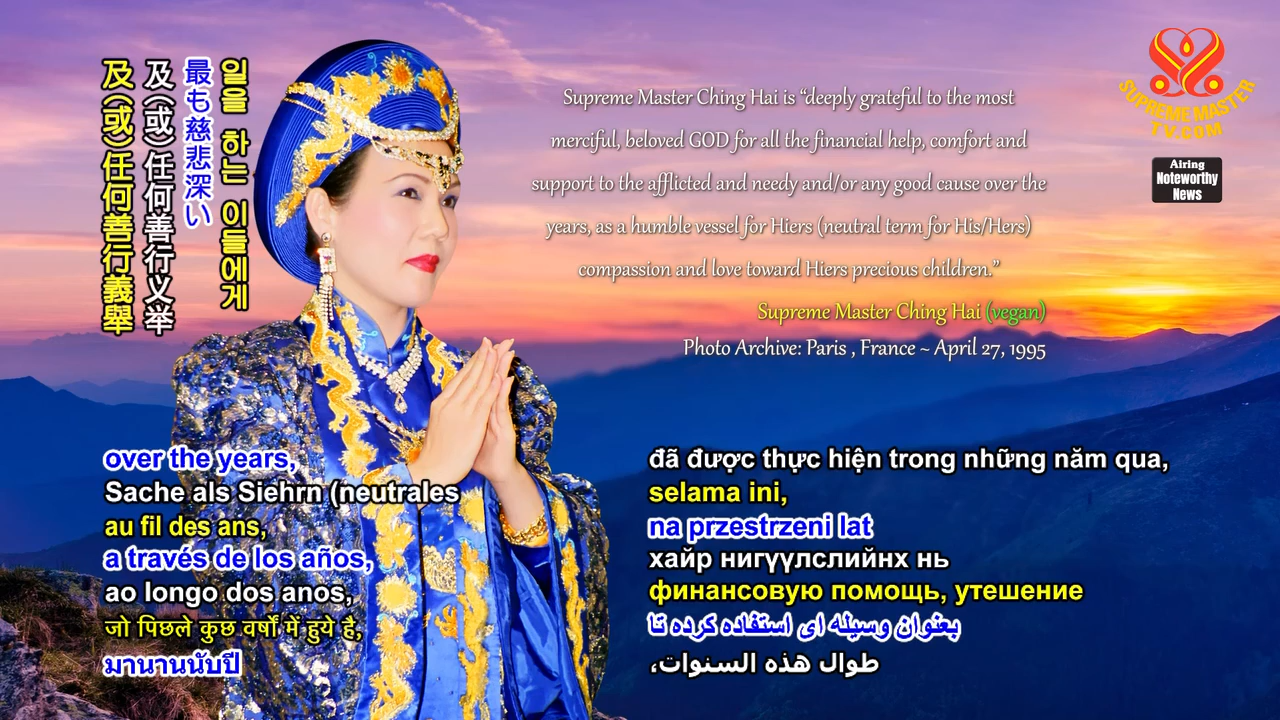 일을 하는 이들에게
最も慈悲深い
及(或)任何善行义举
及(或)任何善行義舉
Supreme Master Ching Hai is “deeply grateful to the most
merciful, beloved GOD for all the financial help, comfort and
support to the afflicted and needy and/or any good cause over the
years, as a humble vessel for Hiers (neutral term for His/Hers)
compassion and love toward Hiers precious children.”
Supreme Master Ching Hai (vegan)
Photo Archive: Paris , France ~ April 27, 1995
SUPREME MASTER
TV.COM
Airing
Noteworthy
News
over the years,
Sache als Siehrn (neutrales
au fil des ans,
a través de los años,
ao longo dos anos,
जो पिछले कुछ वर्षों में हुये है,
มานานนับปี
đã được thực hiện trong những năm qua,
selama ini,
na przestrzeni lat
хайр нигүүлслийнх нь
финансовую помощь, утешение
بعنوان وسیله ای استفاده کرده تا
طوال هذه السنوات،